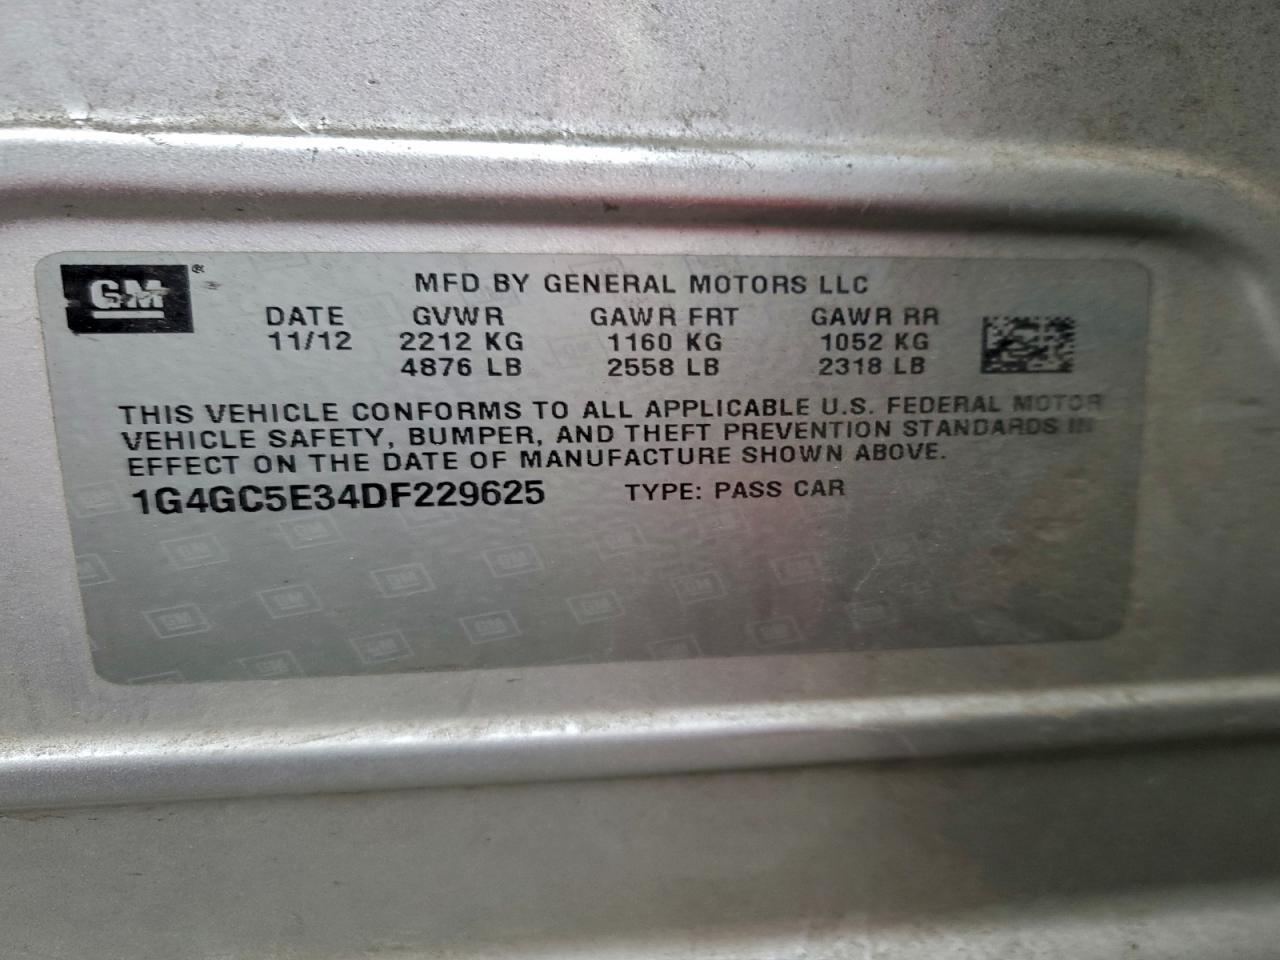 GM ®
MFD BY GENERAL MOTORS LLC
DATE GVWR GAWR FRT GAWR RR
11/12 2212 KG 1160 KG 1052 KG
4876 LB 2558 LB 2318 LB
THIS VEHICLE CONFORMS TO ALL APPLICABLE U.S. FEDERAL MOTOR
VEHICLE SAFETY, BUMPER, AND THEFT PREVENTION STANDARDS IN
EFFECT ON THE DATE OF MANUFACTURE SHOWN ABOVE.
1G4GC5E34DF229625 TYPE: PASS CAR